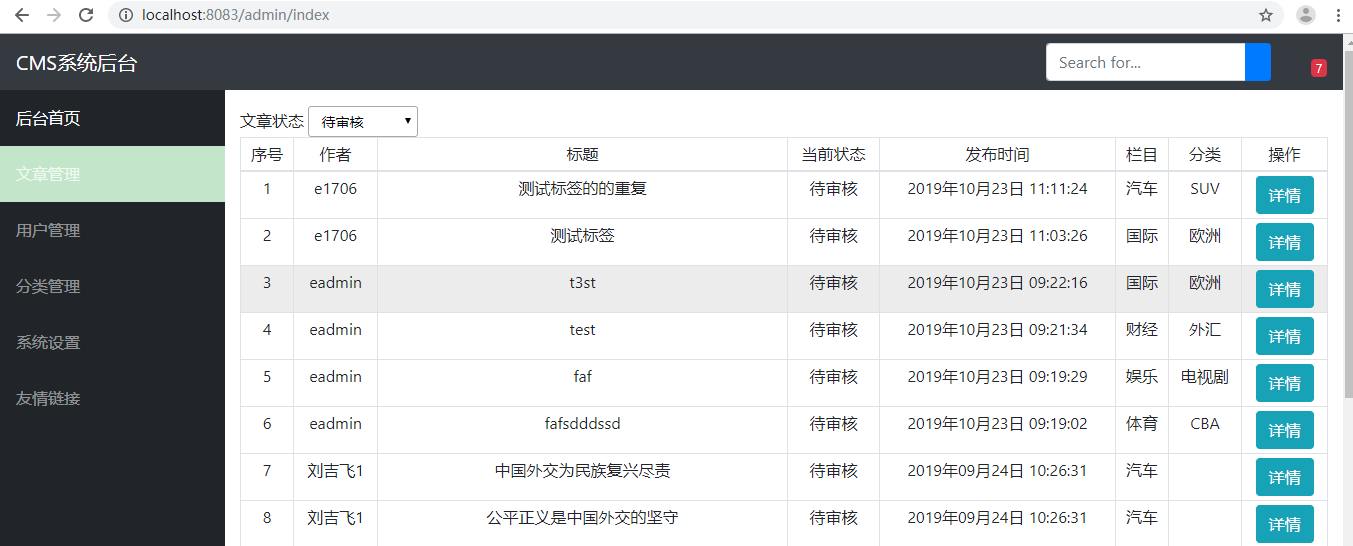 localhost:8083/admin/index
CMS系统后台 Search for... 7
后台首页
文章管理
用户管理
分类管理
系统设置
友情链接
文章状态 待审核
序号 作者 标题 当前状态 发布时间 栏目 分类 操作
1 e1706 测试标签的的重复 待审核 2019年10月23日 11:11:24 汽车 SUV 详情
2 e1706 测试标签 待审核 2019年10月23日 11:03:26 国际 欧洲 详情
3 eadmin t3st 待审核 2019年10月23日 09:22:16 国际 欧洲 详情
4 eadmin test 待审核 2019年10月23日 09:21:34 财经 外汇 详情
5 eadmin faf 待审核 2019年10月23日 09:19:29 娱乐 电视剧 详情
6 eadmin fafsdddssd 待审核 2019年10月23日 09:19:02 体育 CBA 详情
7 刘吉飞1 中国外交为民族复兴尽责 待审核 2019年09月24日 10:26:31 汽车 详情
8 刘吉飞1 公平正义是中国外交的坚守 待审核 2019年09月24日 10:26:31 汽车 详情